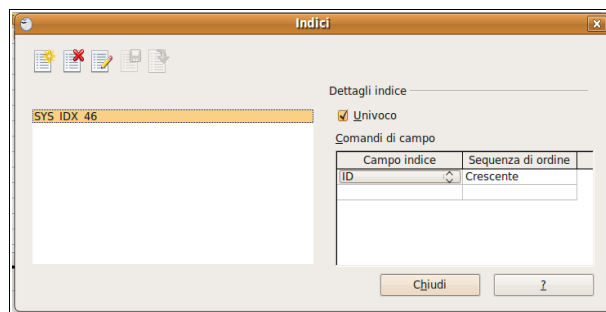 Indici
Dettagli indice
SYS_IDX_46
Univoco
Comandi di campo
Campo indice Sequenza di ordine
ID Crescente
Chiudi ?